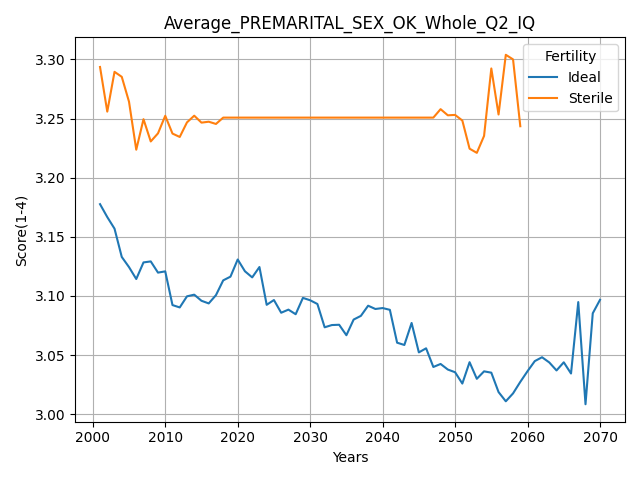 Average_PREMARITAL_SEX_OK_Whole_Q2_IQ
Fertility
Ideal
Sterile
Score(1-4)
3.30
3.25
3.20
3.15
3.10
3.05
3.00
2000 2010 2020 2030 2040 2050 2060 2070
Years